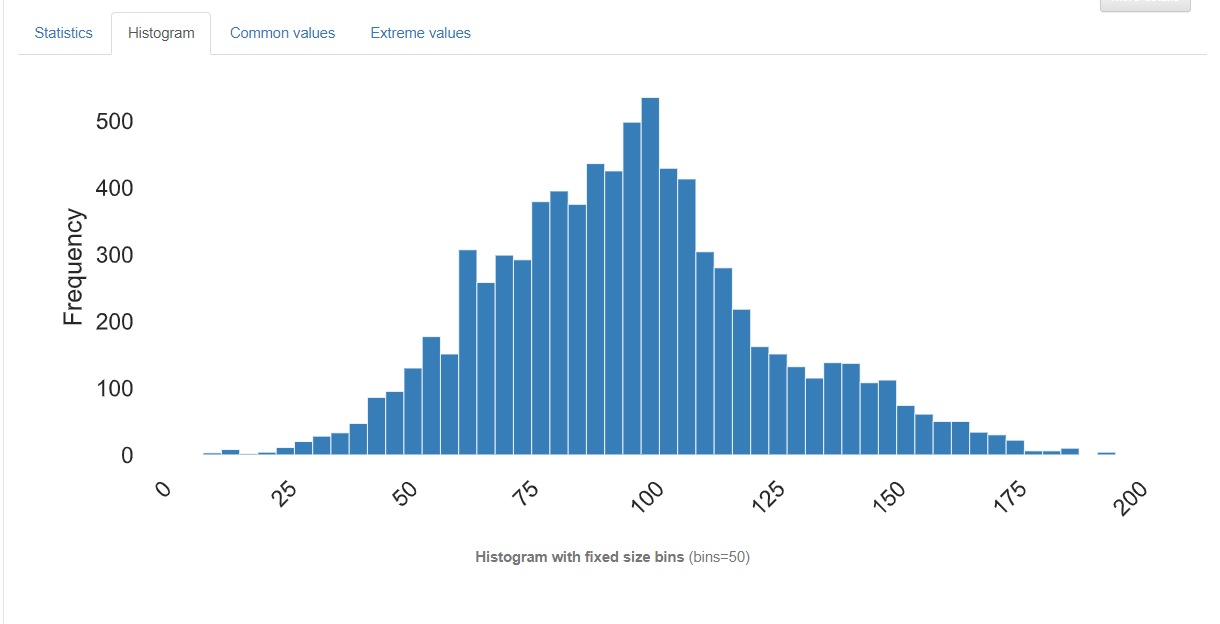 Statistics Histogram Common values Extreme values
500
400
300
200
100
0
Frequency
0 25 50 75 100 125 150 175 200
Histogram with fixed size bins (bins=50)